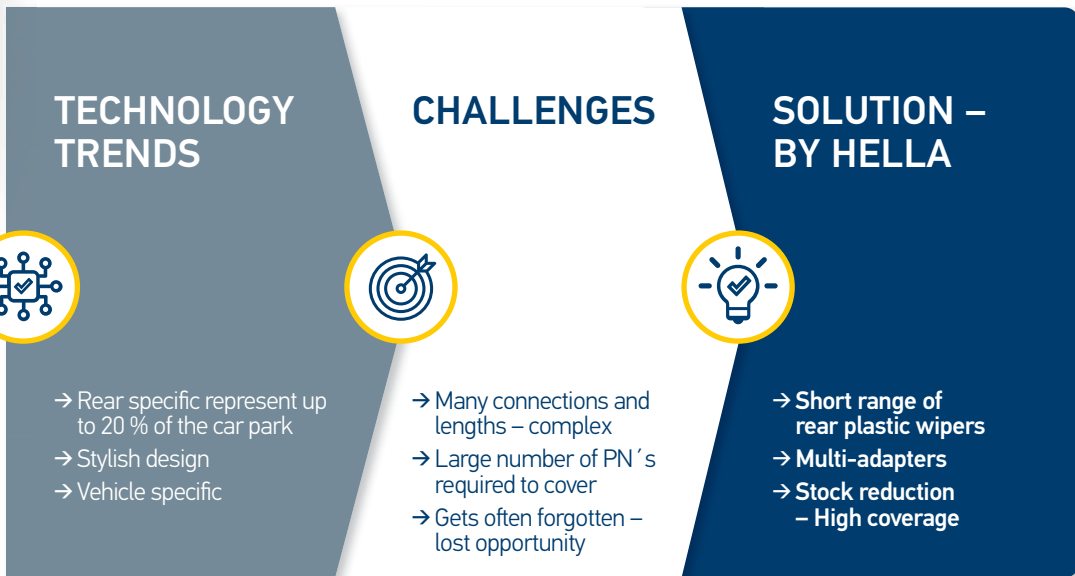 TECHNOLOGY
TRENDS
→ Rear specific represent up
to 20 % of the car park
→ Stylish design
→ Vehicle specific
CHALLENGES
→ Many connections and
lengths – complex
→ Large number of PN´s
required to cover
→ Gets often forgotten –
lost opportunity
SOLUTION –
BY HELLA
→ Short range of
rear plastic wipers
→ Multi-adapters
→ Stock reduction
– High coverage